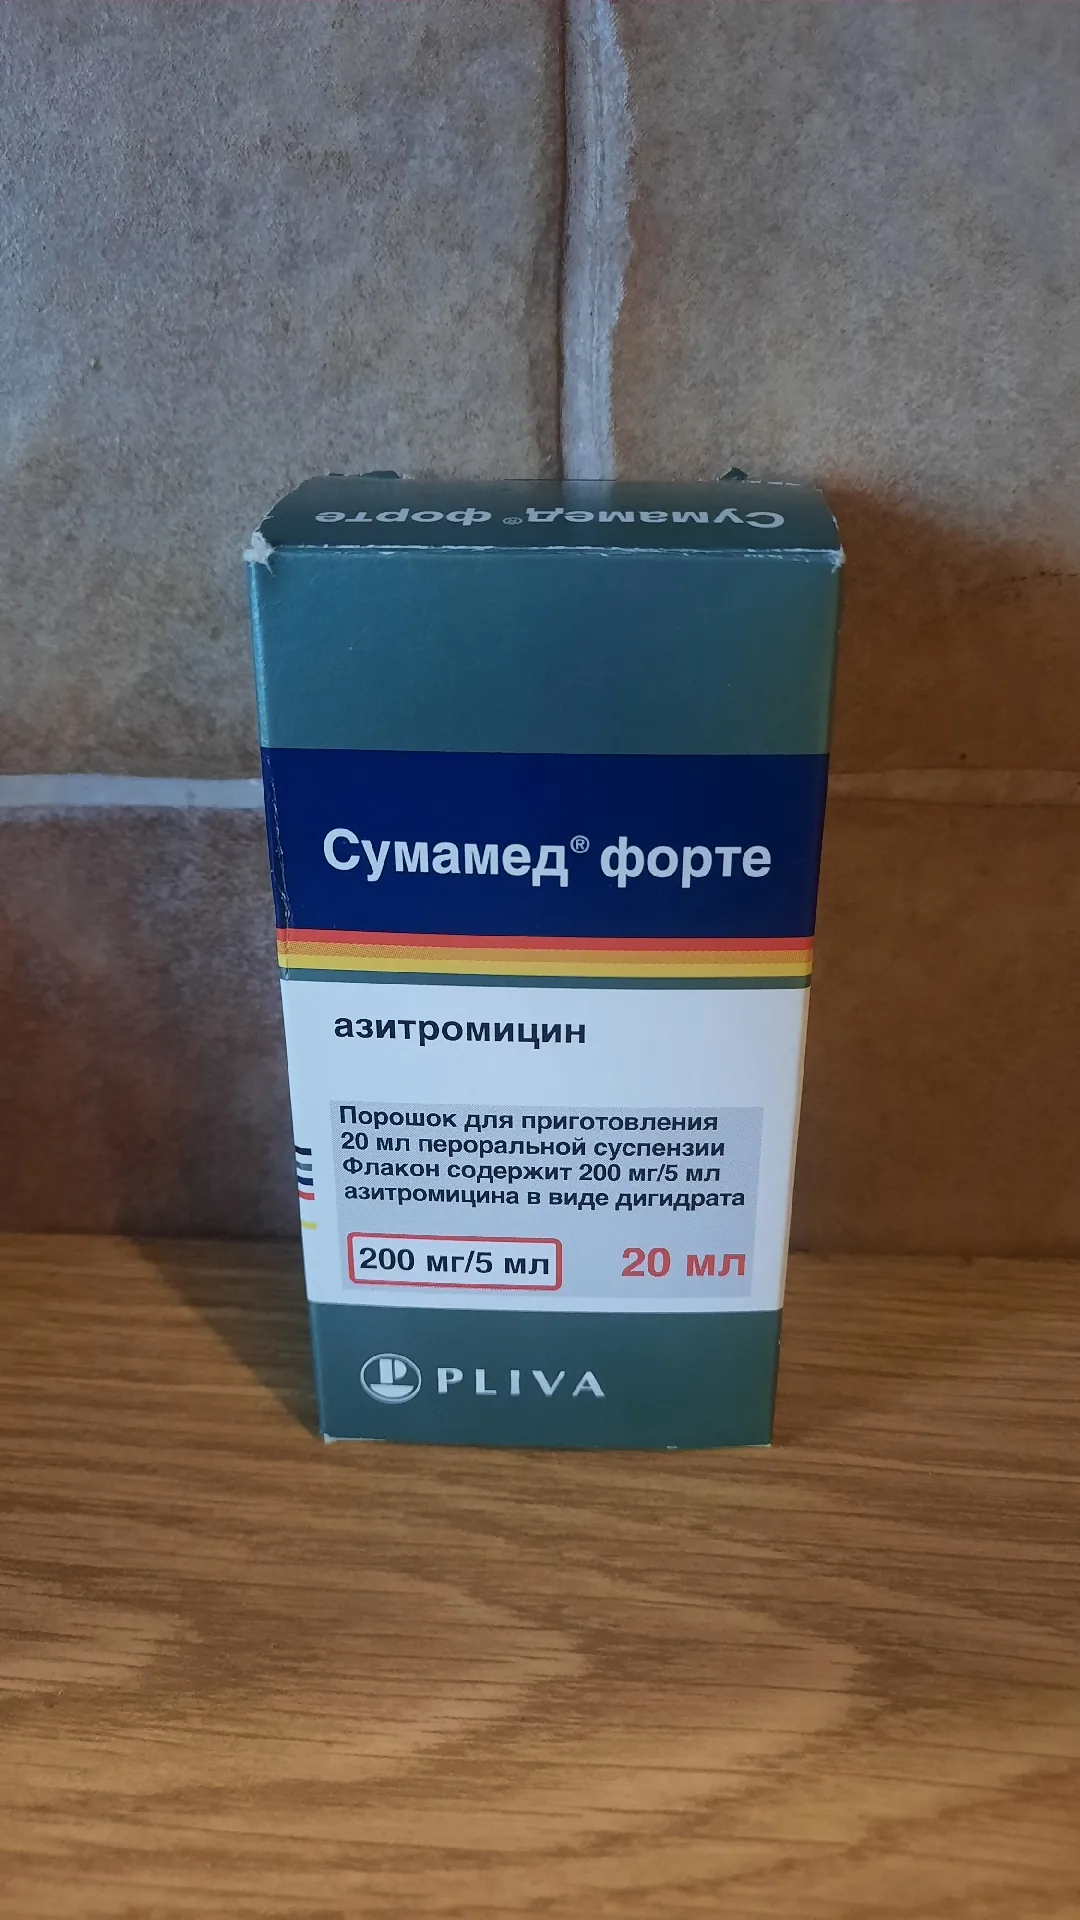 Сумамед® форте
Сумамед® форте
азитромицин
Порошок для приготовления
20 мл пероральной суспензии
Флакон содержит 200 мг/5 мл
азитромицина в виде дигидрата
200 мг/5 мл 20 мл
PLIVA